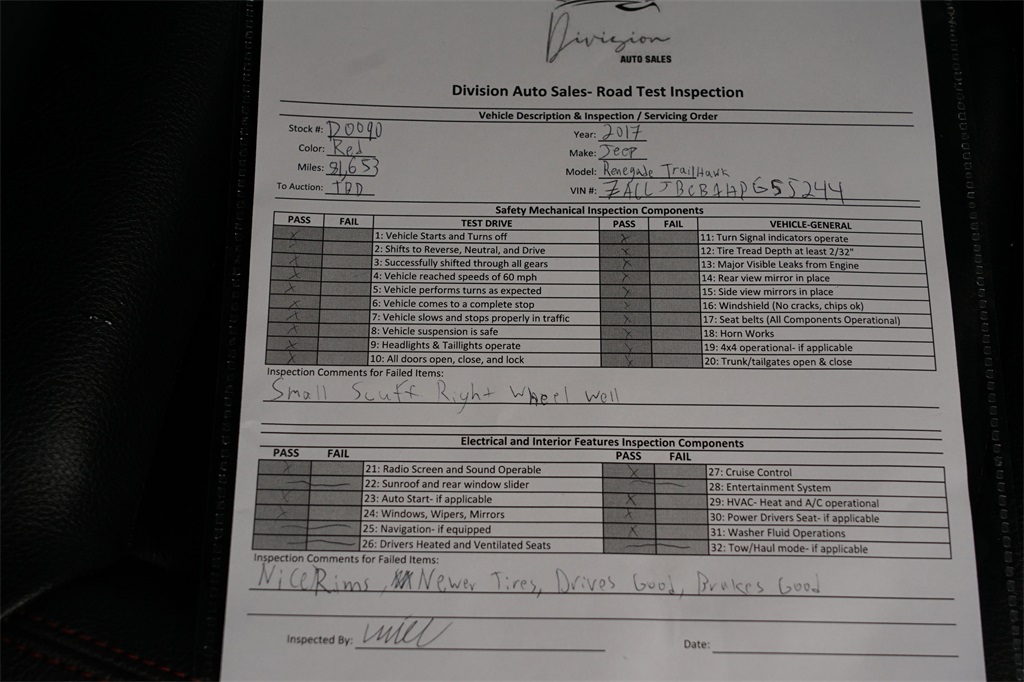 Division
AUTO SALES
Division Auto Sales- Road Test Inspection
Vehicle Description & Inspection / Servicing Order
Stock #: D0090 Year: 2017
Color: Red Make: Jeep
Miles: 81,653 Model: Renegade TrailHawk
To Auction: VIN #: ZACCJBCB1HPG55244
Safety Mechanical Inspection Components
PASS FAIL TEST DRIVE PASS FAIL VEHICLE-GENERAL
X 1: Vehicle Starts and Turns off X 11: Turn Signal indicators operate
X 2: Shifts to Reverse, Neutral, and Drive X 12: Tire Tread Depth at least 2/32"
X 3: Successfully shifted through all gears X 13: Major Visible Leaks from Engine
X 4: Vehicle reached speeds of 60 mph X 14: Rear view mirror in place
X 5: Vehicle performs turns as expected X 15: Side view mirrors in place
X 6: Vehicle comes to a complete stop X 16: Windshield (No cracks, chips ok)
X 7: Vehicle slows and stops properly in traffic X 17: Seat belts (All Components Operational)
X 8: Vehicle suspension is safe X 18: Horn Works
X 9: Headlights & Taillights operate X 19: 4x4 operational- if applicable
X 10: All doors open, close, and lock X 20: Trunk/tailgates open & close
Inspection Comments for Failed Items:
Small Scuff Right Wheel Well
Electrical and Interior Features Inspection Components
PASS FAIL PASS FAIL
X 21: Radio Screen and Sound Operable X 27: Cruise Control
22: Sunroof and rear window slider 28: Entertainment System
X 23: Auto Start- if applicable X 29: HVAC- Heat and A/C operational
X 24: Windows, Wipers, Mirrors X 30: Power Drivers Seat- if applicable
25: Navigation- if equipped X 31: Washer Fluid Operations
26: Drivers Heated and Ventilated Seats 32: Tow/Haul mode- if applicable
Inspection Comments for Failed Items:
Nice Rims, Newer Tires, Drives Good, Brakes Good
Inspected By: Date: